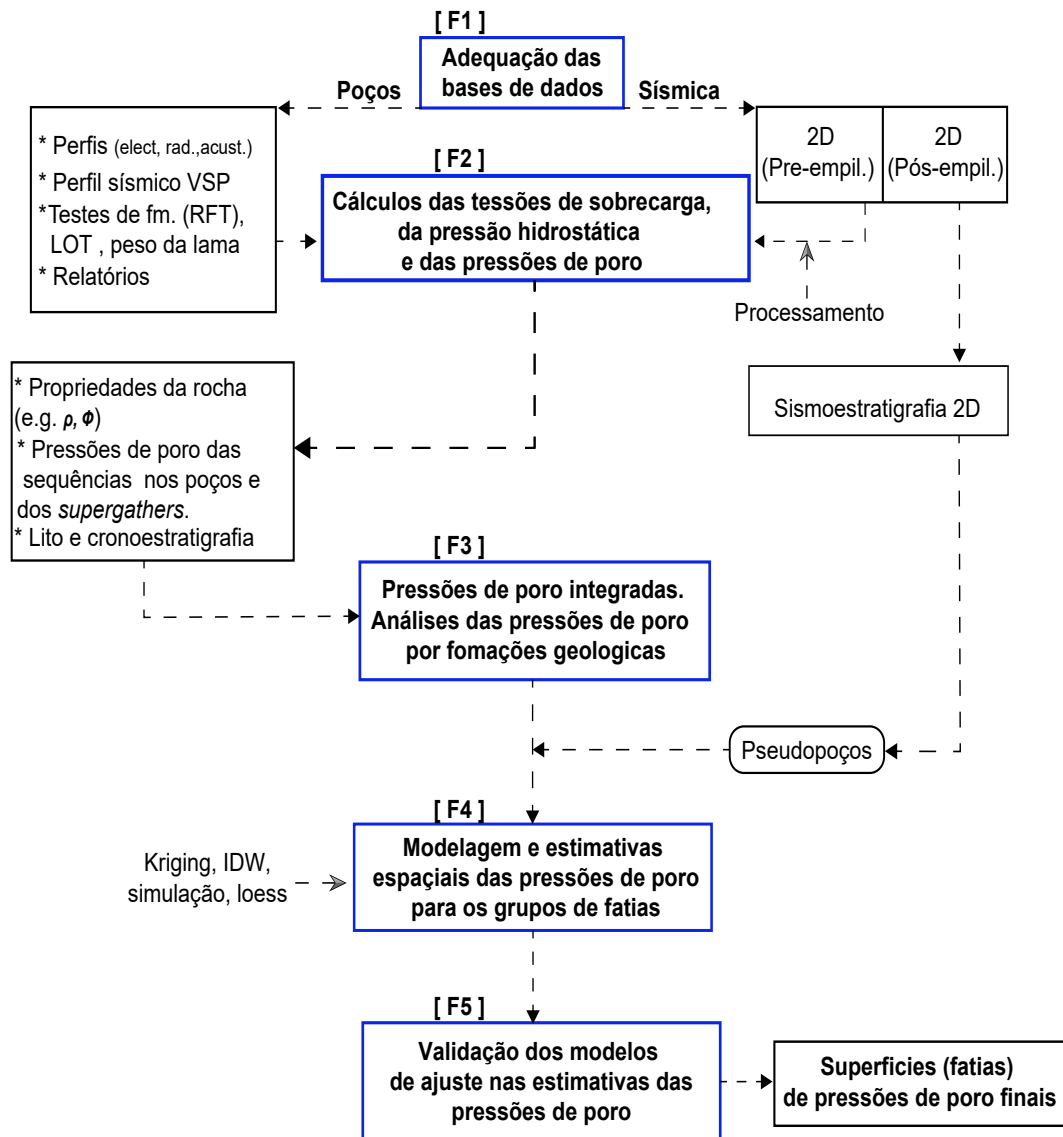 [ F1 ]
Adequação das
bases de dados
Poços
Sísmica
* Perfis (elect, rad.,acust.)
* Perfil sísmico VSP
*Testes de fm. (RFT),
LOT , peso da lama
* Relatórios
[ F2 ]
Cálculos das tessões de sobrecarga,
da pressão hidrostática
e das pressões de poro
2D
(Pre-empil.)
2D
(Pós-empil.)
Processamento
Sismoestratigrafia 2D
* Propriedades da rocha
(e.g. ρ, Φ)
* Pressões de poro das
sequências nos poços e
dos supergathers.
* Lito e cronoestratigrafia
[ F3 ]
Pressões de poro integradas.
Análises das pressões de poro
por fomações geologicas
Pseudopoços
[ F4 ]
Modelagem e estimativas
espaçiais das pressões de poro
para os grupos de fatias
Kriging, IDW,
simulação, loess
[ F5 ]
Validação dos modelos
de ajuste nas estimativas das
pressões de poro
Superficies (fatias)
de pressões de poro finais